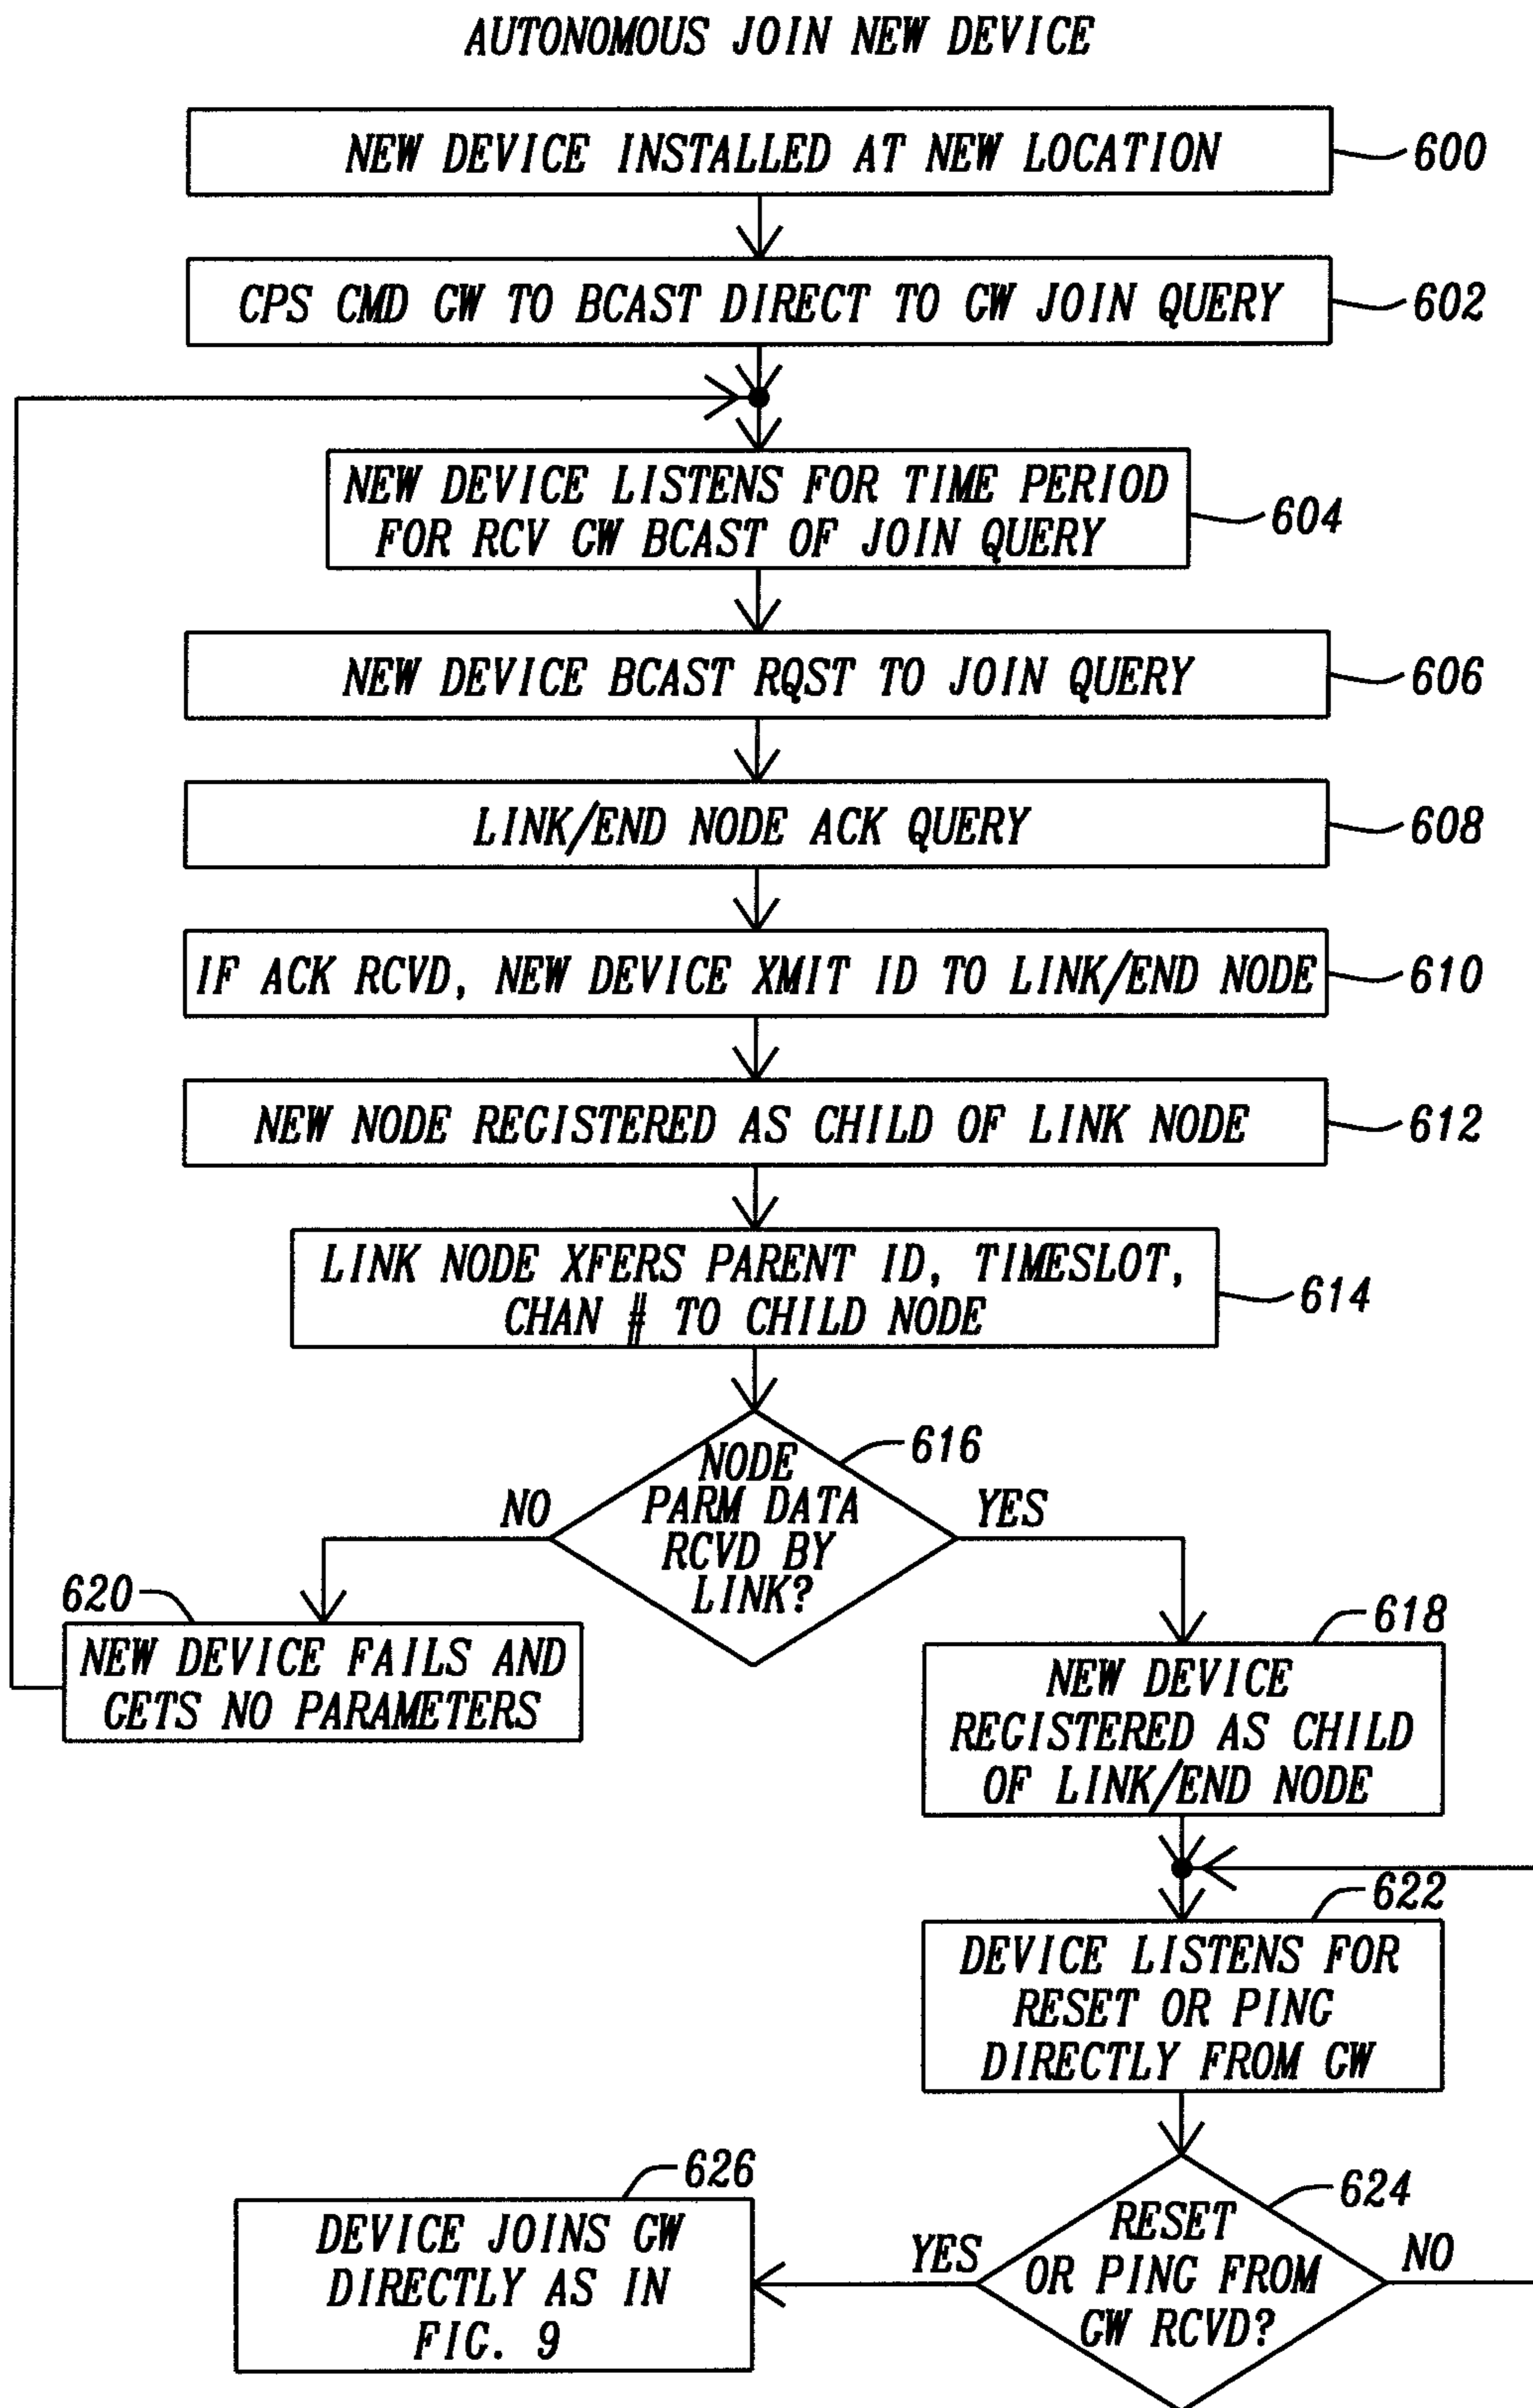 AUTONOMOUS JOIN NEW DEVICE
NEW DEVICE INSTALLED AT NEW LOCATION
600
CPS CMD GW TO BCAST DIRECT TO GW JOIN QUERY
602
NEW DEVICE LISTENS FOR TIME PERIOD
FOR RCV GW BCAST OF JOIN QUERY
604
NEW DEVICE BCAST RQST TO JOIN QUERY
606
LINK/END NODE ACK QUERY
608
IF ACK RCVD, NEW DEVICE XMIT ID TO LINK/END NODE
610
NEW NODE REGISTERED AS CHILD OF LINK NODE
612
LINK NODE XFERS PARENT ID, TIMESLOT,
CHAN # TO CHILD NODE
614
616
NODE
PARM DATA
RCVD BY
LINK?
NO
YES
620
NEW DEVICE FAILS AND
GETS NO PARAMETERS
618
NEW DEVICE
REGISTERED AS CHILD
OF LINK/END NODE
622
DEVICE LISTENS FOR
RESET OR PING
DIRECTLY FROM GW
624
RESET
OR PING FROM
GW RCVD?
YES
NO
626
DEVICE JOINS GW
DIRECTLY AS IN
FIG. 9